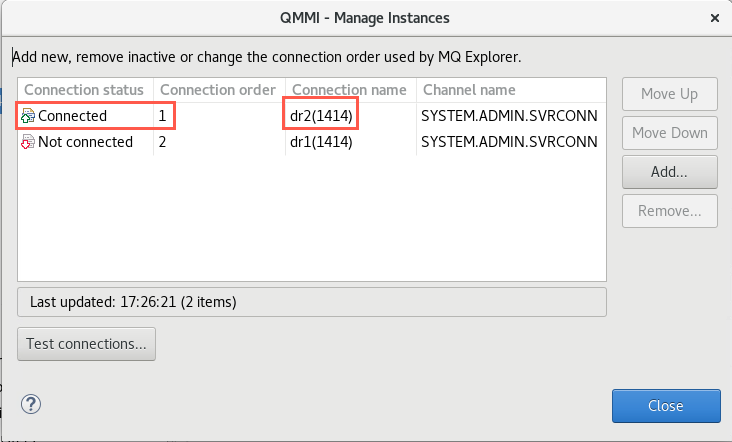 QMMI - Manage Instances
Add new, remove inactive or change the connection order used by MQ Explorer.
Connection status Connection order Connection name Channel name
Connected 1 dr2(1414) SYSTEM.ADMIN.SVRCONN
Not connected 2 dr1(1414) SYSTEM.ADMIN.SVRCONN
Move Up
Move Down
Add...
Remove...
Last updated: 17:26:21 (2 items)
Test connections...
?
Close